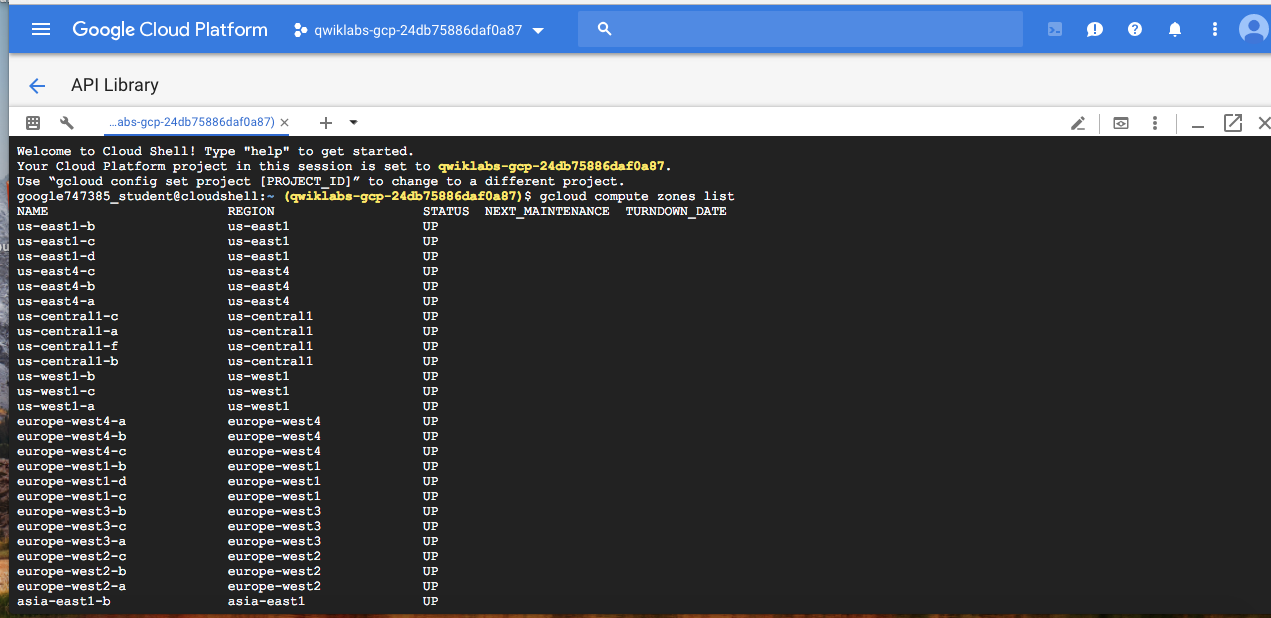 Google Cloud Platform qwiklabs-gcp-24db75886daf0a87
API Library
...abs-gcp-24db75886daf0a87)
Welcome to Cloud Shell! Type "help" to get started.
Your Cloud Platform project in this session is set to qwiklabs-gcp-24db75886daf0a87.
Use “gcloud config set project [PROJECT_ID]” to change to a different project.
google747385_student@cloudshell:~ (qwiklabs-gcp-24db75886daf0a87)$ gcloud compute zones list
NAME REGION STATUS NEXT_MAINTENANCE TURNDOWN_DATE
us-east1-b us-east1 UP
us-east1-c us-east1 UP
us-east1-d us-east1 UP
us-east4-c us-east4 UP
us-east4-b us-east4 UP
us-east4-a us-east4 UP
us-central1-c us-central1 UP
us-central1-a us-central1 UP
us-central1-f us-central1 UP
us-central1-b us-central1 UP
us-west1-b us-west1 UP
us-west1-c us-west1 UP
us-west1-a us-west1 UP
europe-west4-a europe-west4 UP
europe-west4-b europe-west4 UP
europe-west4-c europe-west4 UP
europe-west1-b europe-west1 UP
europe-west1-d europe-west1 UP
europe-west1-c europe-west1 UP
europe-west3-b europe-west3 UP
europe-west3-c europe-west3 UP
europe-west3-a europe-west3 UP
europe-west2-c europe-west2 UP
europe-west2-b europe-west2 UP
europe-west2-a europe-west2 UP
asia-east1-b asia-east1 UP